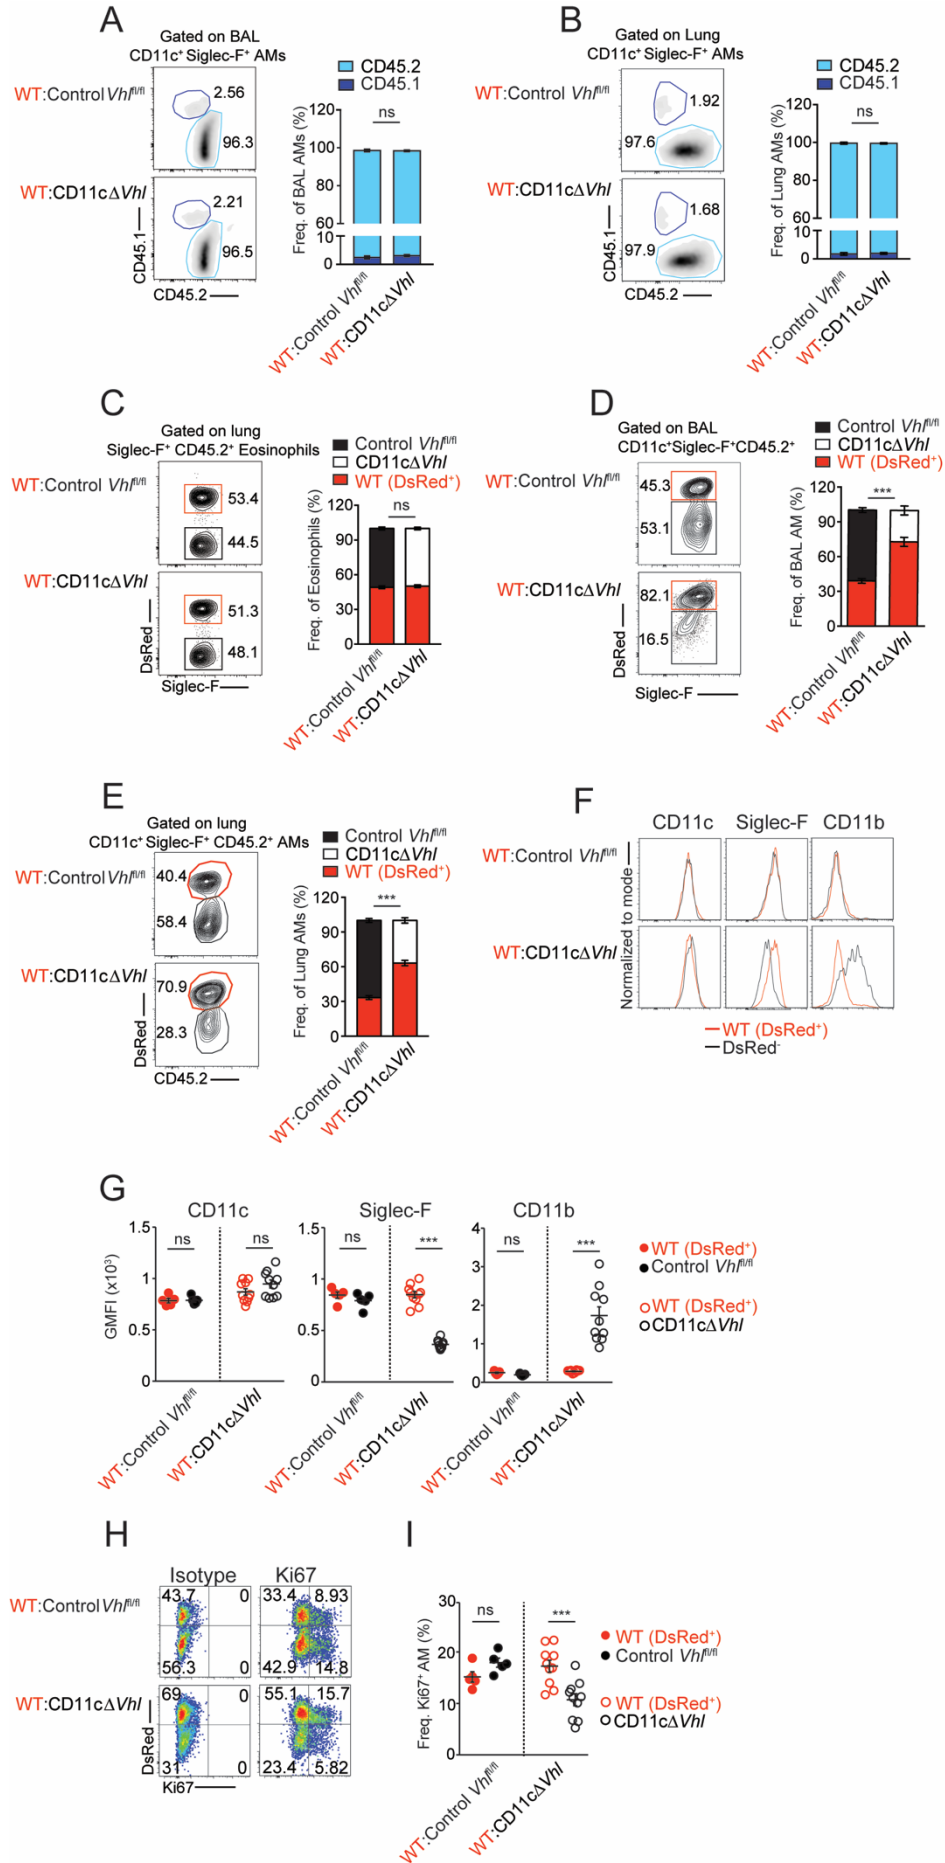 A
Gated on BAL
CD11c⁺ Siglec-F⁺ AMs
WT:Control Vhlfl/fl
2.56
96.3
WT:CD11cΔVhl
2.21
96.5
CD45.1
CD45.2
CD45.2
CD45.1
Freq. of BAL AMs (%)
120
100
80
60
10
0
ns
WT:Control Vhlfl/fl
WT:CD11cΔVhl
B
Gated on Lung
CD11c⁺ Siglec-F⁺ AMs
WT:Control Vhlfl/fl
1.92
97.6
WT:CD11cΔVhl
1.68
97.9
CD45.1
CD45.2
CD45.2
CD45.1
Freq. of Lung AMs (%)
120
100
80
60
10
0
ns
WT:Control Vhlfl/fl
WT:CD11cΔVhl
C
Gated on lung
Siglec-F⁺ CD45.2⁺ Eosinophils
WT:Control Vhlfl/fl
53.4
44.5
WT:CD11cΔVhl
51.3
48.1
DsRed
Siglec-F
Control Vhlfl/fl
CD11cΔVhl
WT (DsRed⁺)
Freq. of Eosinophils (%)
120
90
60
30
0
ns
WT:Control Vhlfl/fl
WT:CD11cΔVhl
D
Gated on BAL
CD11c⁺Siglec-F⁺CD45.2⁺
WT:Control Vhlfl/fl
45.3
53.1
WT:CD11cΔVhl
82.1
16.5
DsRed
Siglec-F
Control Vhlfl/fl
CD11cΔVhl
WT (DsRed⁺)
Freq. of BAL AM (%)
120
90
60
30
0
***
WT:Control Vhlfl/fl
WT:CD11cΔVhl
E
Gated on lung
CD11c⁺ Siglec-F⁺ CD45.2⁺ AMs
WT:Control Vhlfl/fl
40.4
58.4
WT:CD11cΔVhl
70.9
28.3
DsRed
CD45.2
Control Vhlfl/fl
CD11cΔVhl
WT (DsRed⁺)
Freq. of Lung AMs (%)
120
90
60
30
0
***
WT:Control Vhlfl/fl
WT:CD11cΔVhl
F
CD11c Siglec-F CD11b
WT:Control Vhlfl/fl
WT:CD11cΔVhl
Normalized to mode
WT (DsRed⁺)
DsRed⁻
G
CD11c Siglec-F CD11b
GMFI (x10³)
1.5
1
0.5
0
ns ns
WT:Control Vhlfl/fl
WT:CD11cΔVhl
1.5
1
0.5
0
ns ***
WT:Control Vhlfl/fl
WT:CD11cΔVhl
4
3
2
1
0
ns ***
WT:Control Vhlfl/fl
WT:CD11cΔVhl
WT (DsRed⁺)
Control Vhlfl/fl
WT (DsRed⁺)
CD11cΔVhl
H
Isotype Ki67
WT:Control Vhlfl/fl
43.7 0 33.4 8.93
56.3 0 42.9 14.8
WT:CD11cΔVhl
69 0 55.1 15.7
31 0 23.4 5.82
DsRed
Ki67
I
Freq. Ki67⁺ AM (%)
30
20
10
0
ns ***
WT:Control Vhlfl/fl
WT:CD11cΔVhl
WT (DsRed⁺)
Control Vhlfl/fl
WT (DsRed⁺)
CD11cΔVhl